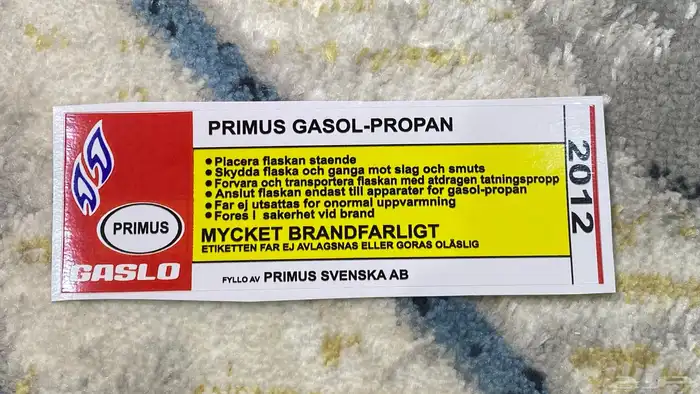 PRIMUS GASOL-PROPAN
• Placera flaskan staende
• Skydda flaska och ganga mot slag och smuts
• Forvara och transportera flaskan med atdragen tatningspropp
• Anslut flaskan endast till apparater for gasol-propan
• Far ej utsattas for onormal uppvarmning
• Fores i sakerhet vid brand
MYCKET BRANDFARLIGT
ETIKETTEN FAR EJ AVLAGSNAS ELLER GORAS OLÄSLIG
FYLLO AV PRIMUS SVENSKA AB
PRIMUS
GASLO
2012